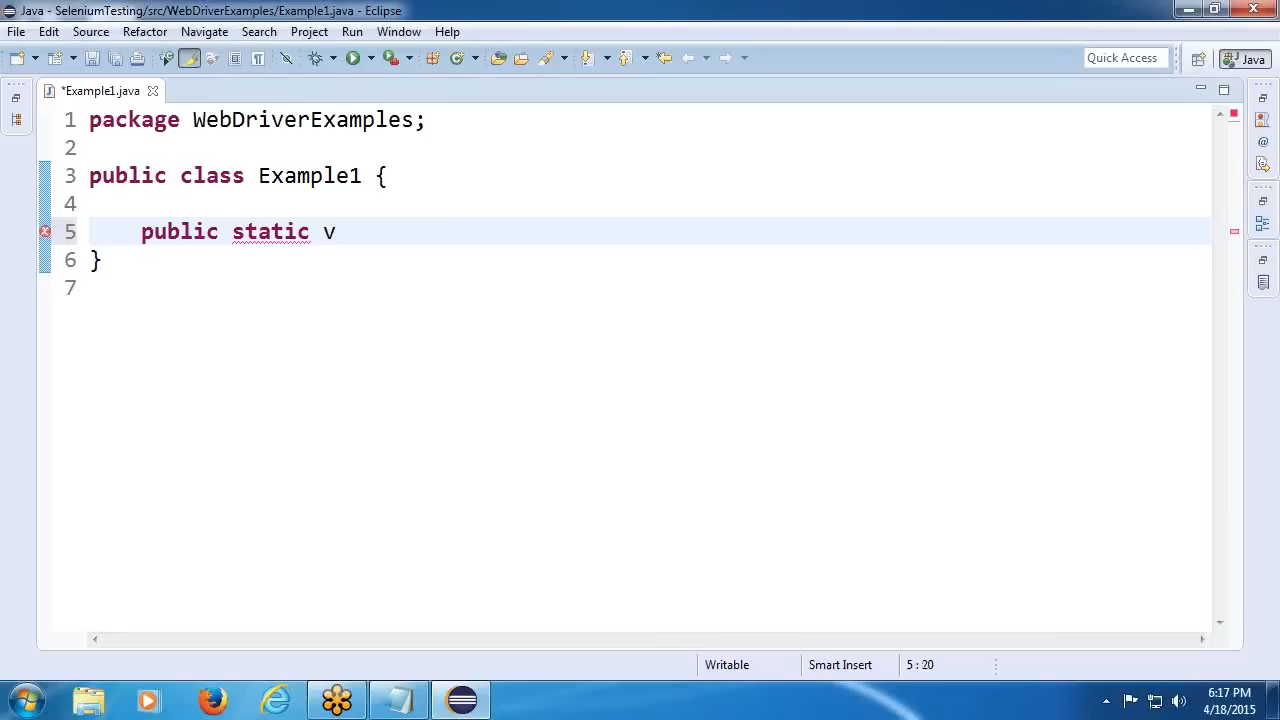 Java - SeleniumTesting/src/WebDriverExamples/Example1.java - Eclipse
File Edit Source Refactor Navigate Search Project Run Window Help
Quick Access
Java
*Example1.java
1 package WebDriverExamples;
2
3 public class Example1 {
4
5 public static v
6 }
7
Writable Smart Insert 5 : 20
6:17 PM
4/18/2015